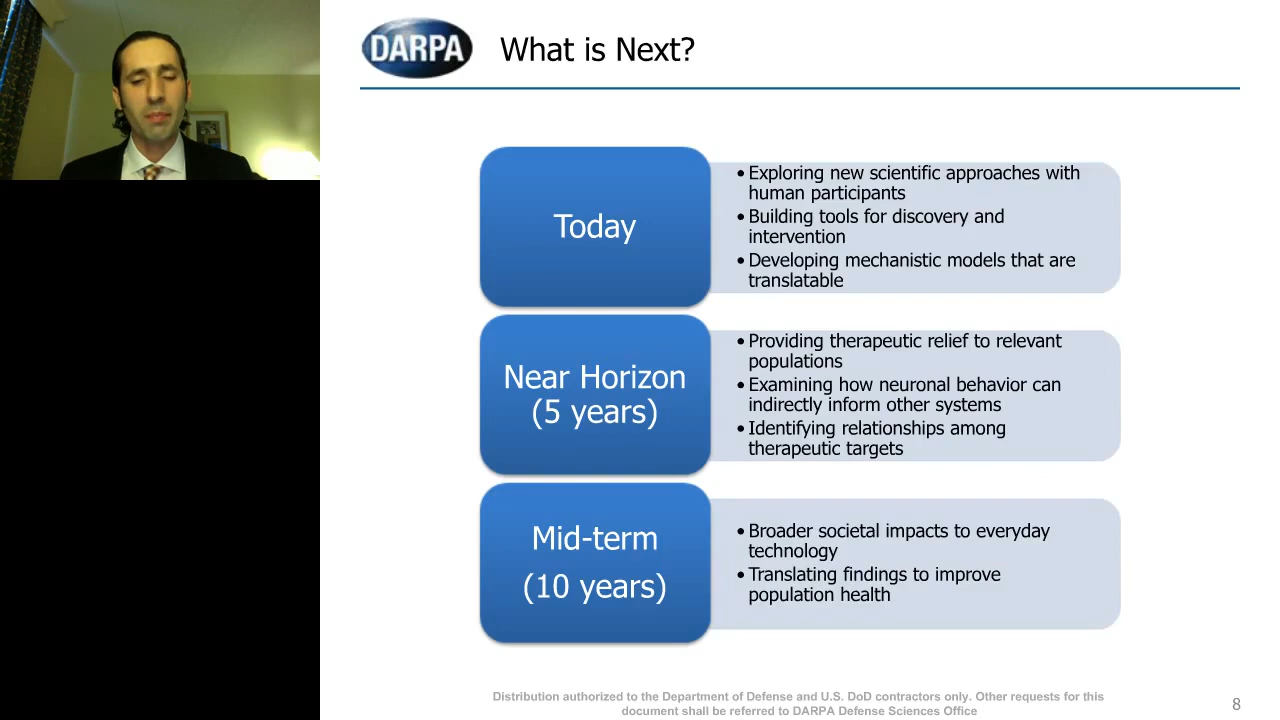 DARPA
What is Next?
Today
• Exploring new scientific approaches with
human participants
• Building tools for discovery and
intervention
• Developing mechanistic models that are
translatable
Near Horizon
(5 years)
• Providing therapeutic relief to relevant
populations
• Examining how neuronal behavior can
indirectly inform other systems
• Identifying relationships among
therapeutic targets
Mid-term
(10 years)
• Broader societal impacts to everyday
technology
• Translating findings to improve
population health
Distribution authorized to the Department of Defense and U.S. DoD contractors only. Other requests for this
document shall be referred to DARPA Defense Sciences Office
8